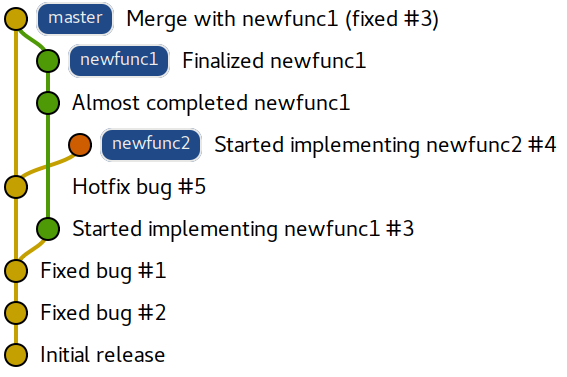 master Merge with newfunc1 (fixed #3)
newfunc1 Finalized newfunc1
Almost completed newfunc1
newfunc2 Started implementing newfunc2 #4
Hotfix bug #5
Started implementing newfunc1 #3
Fixed bug #1
Fixed bug #2
Initial release